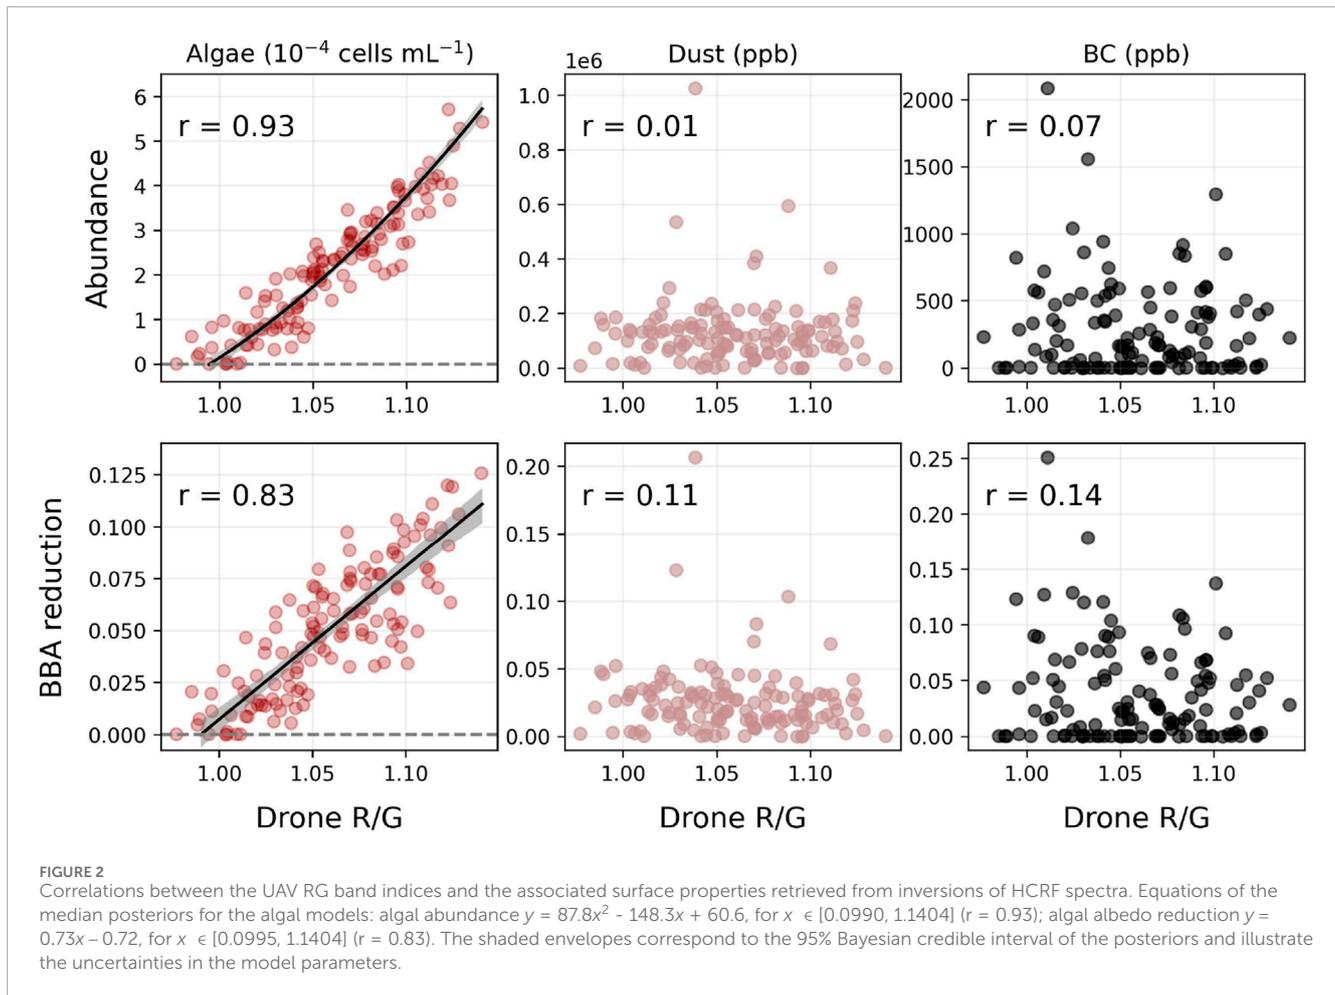 Algae (10⁻⁴ cells mL⁻¹)
Dust (ppb)
BC (ppb)
1e6
r = 0.93
r = 0.01
r = 0.07
Abundance
6
5
4
3
2
1
0
1.0
0.8
0.6
0.4
0.2
0.0
2000
1500
1000
500
0
1.00 1.05 1.10
1.00 1.05 1.10
1.00 1.05 1.10
r = 0.83
r = 0.11
r = 0.14
BBA reduction
0.125
0.100
0.075
0.050
0.025
0.000
0.20
0.15
0.10
0.05
0.00
0.25
0.20
0.15
0.10
0.05
0.00
1.00 1.05 1.10
1.00 1.05 1.10
1.00 1.05 1.10
Drone R/G
Drone R/G
Drone R/G
FIGURE 2
Correlations between the UAV RG band indices and the associated surface properties retrieved from inversions of HCRF spectra. Equations of the
median posteriors for the algal models: algal abundance y = 87.8x² - 148.3x + 60.6, for x ϵ [0.0990, 1.1404] (r = 0.93); algal albedo reduction y =
0.73x – 0.72, for x ϵ [0.0995, 1.1404] (r = 0.83). The shaded envelopes correspond to the 95% Bayesian credible interval of the posteriors and illustrate
the uncertainties in the model parameters.